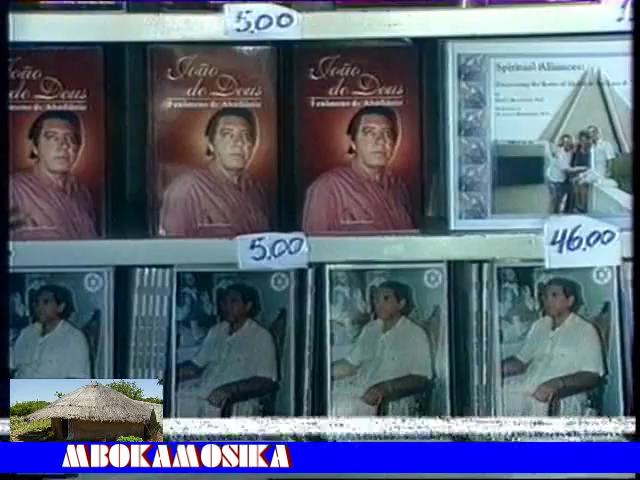 5.00
João
de Deus
Fenômeno de Abadiânia
João
de Deus
Fenômeno de Abadiânia
João
de Deus
Fenômeno de Abadiânia
Spiritual Alliances:
5.00
46.00
MBOKAMOSIKA